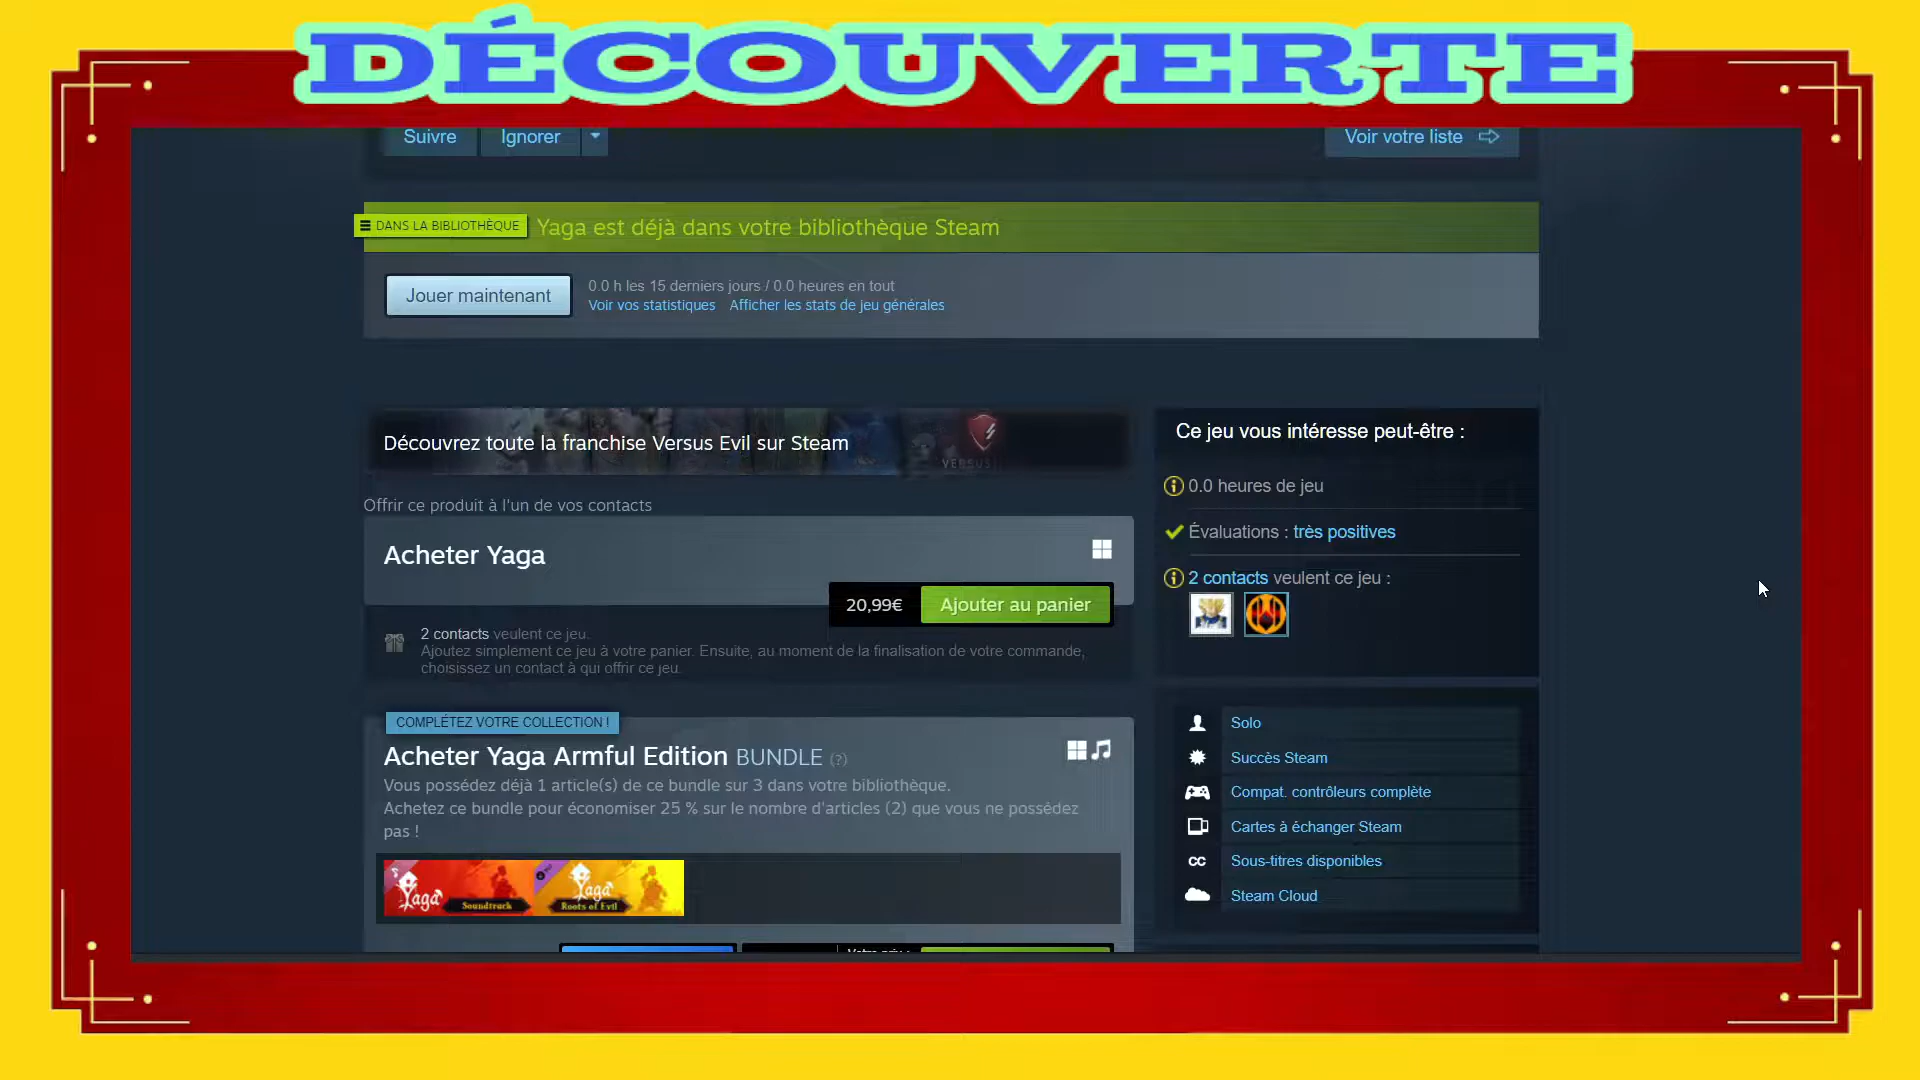 DÉCOUVERTE
Suivre
Ignorer
Voir votre liste
DANS LA BIBLIOTHÈQUE
Yaga est déjà dans votre bibliothèque Steam
Jouer maintenant
0.0 h les 15 derniers jours / 0.0 heures en tout
Voir vos statistiques Afficher les stats de jeu générales
Découvrez toute la franchise Versus Evil sur Steam
VERSUS
Offrir ce produit à l'un de vos contacts
Acheter Yaga
20,99€
Ajouter au panier
2 contacts veulent ce jeu.
Ajoutez simplement ce jeu à votre panier. Ensuite, au moment de la finalisation de votre commande,
choisissez un contact à qui offrir ce jeu.
COMPLÉTEZ VOTRE COLLECTION !
Acheter Yaga Armful Edition BUNDLE (?)
Vous possédez déjà 1 article(s) de ce bundle sur 3 dans votre bibliothèque.
Achetez ce bundle pour économiser 25 % sur le nombre d'articles (2) que vous ne possédez
pas !
Yaga
Soundtrack
Yaga
Roots of Evil
Ce jeu vous intéresse peut-être :
0.0 heures de jeu
Évaluations : très positives
2 contacts veulent ce jeu :
Solo
Succès Steam
Compat. contrôleurs complète
Cartes à échanger Steam
CC
Sous-titres disponibles
Steam Cloud